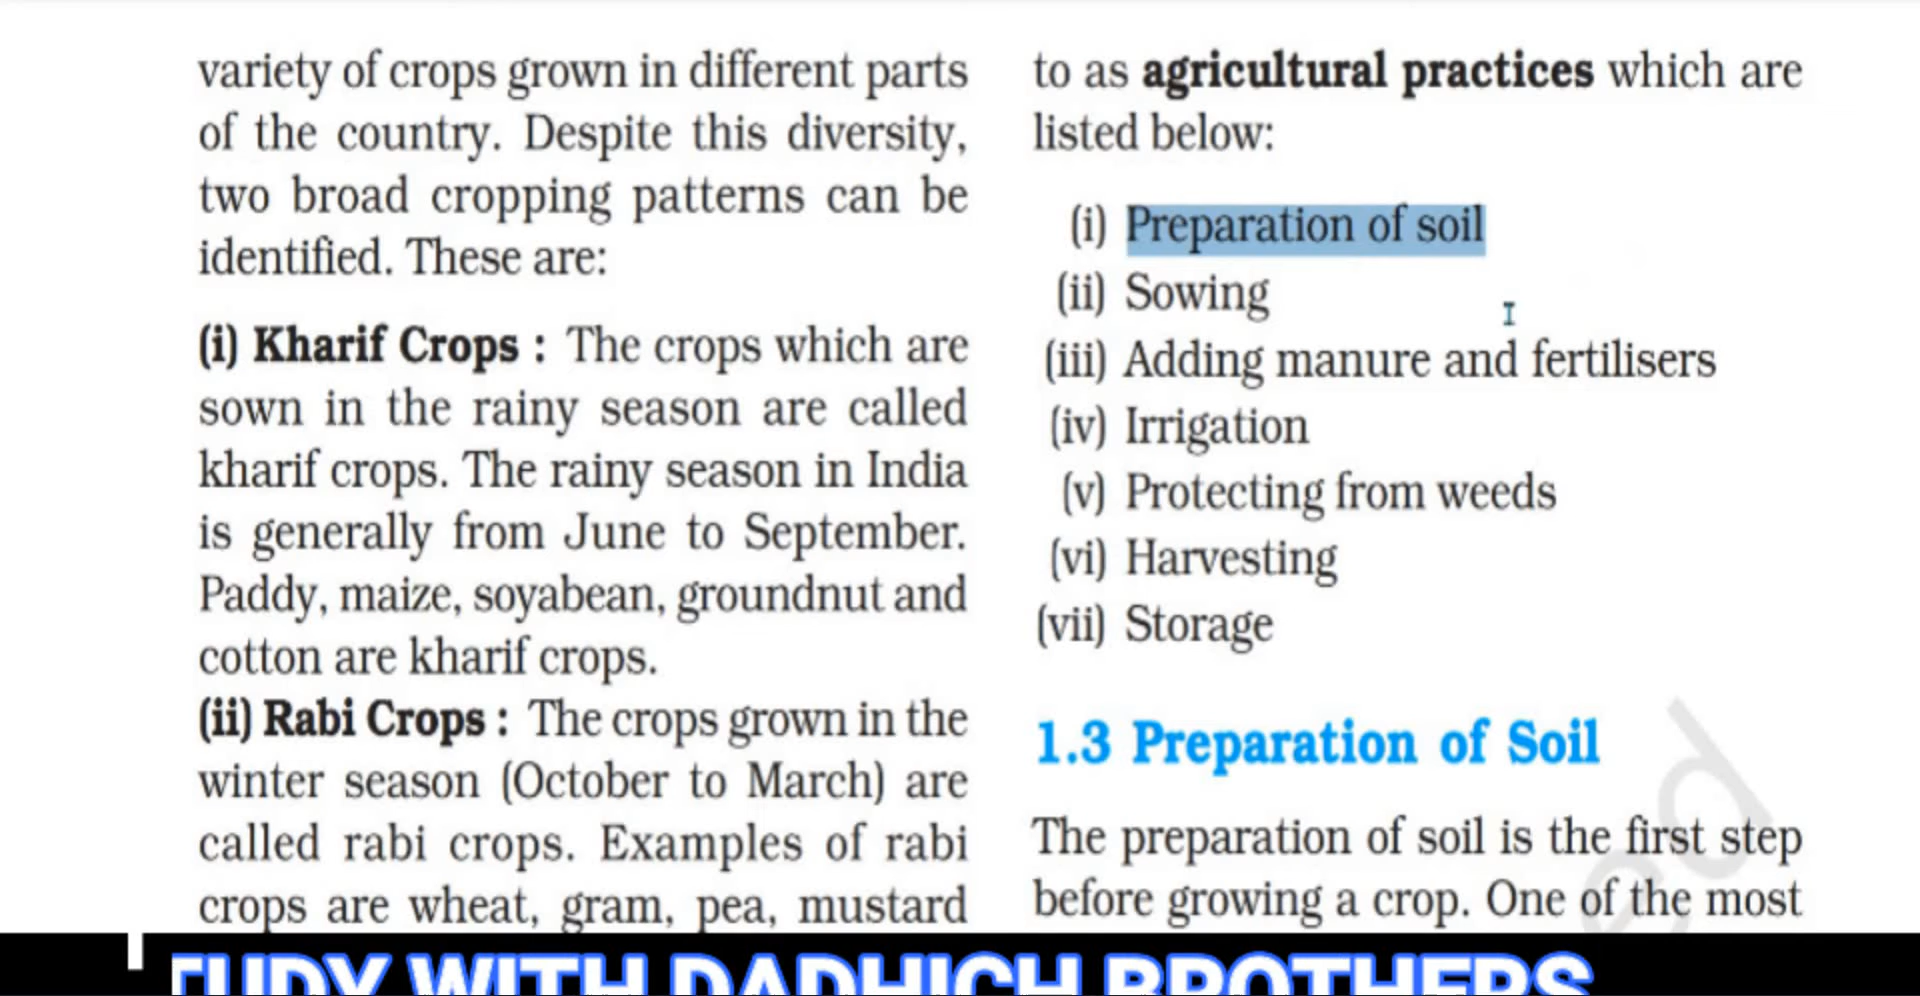 variety of crops grown in different parts
of the country. Despite this diversity,
two broad cropping patterns can be
identified. These are:
(i) Kharif Crops : The crops which are
sown in the rainy season are called
kharif crops. The rainy season in India
is generally from June to September.
Paddy, maize, soyabean, groundnut and
cotton are kharif crops.
(ii) Rabi Crops : The crops grown in the
winter season (October to March) are
called rabi crops. Examples of rabi
crops are wheat, gram, pea, mustard
to as agricultural practices which are
listed below:
(i) Preparation of soil
(ii) Sowing
(iii) Adding manure and fertilisers
(iv) Irrigation
(v) Protecting from weeds
(vi) Harvesting
(vii) Storage
1.3 Preparation of Soil
The preparation of soil is the first step
before growing a crop. One of the most
ed
TUDY WITH DADHICH BROTHERS